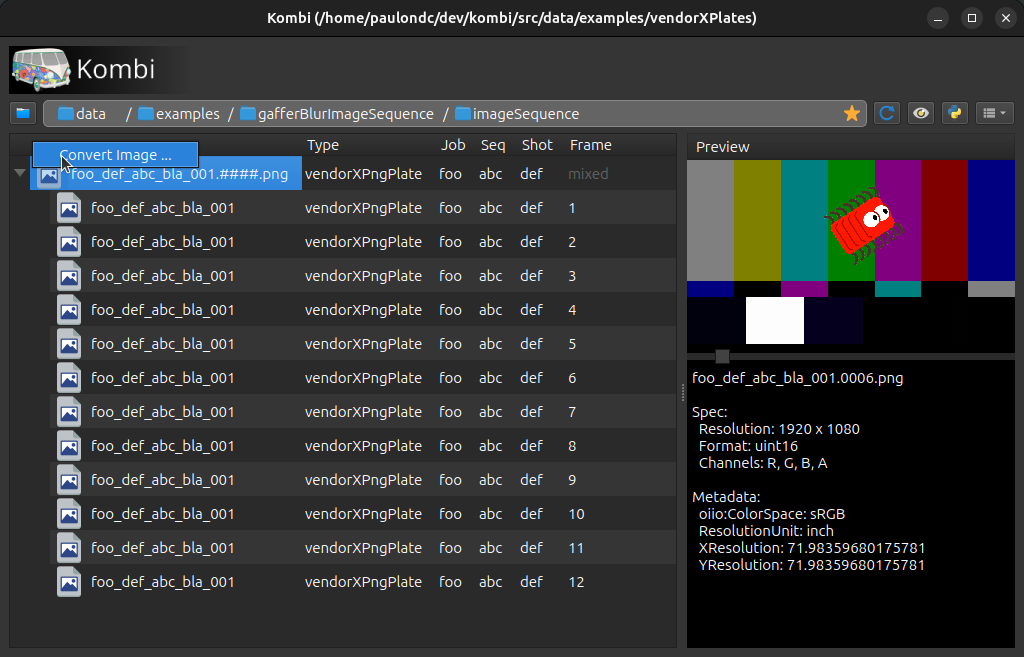 Kombi (/home/paulondc/dev/kombi/src/data/examples/vendorXPlates)
Kombi
data / examples / gafferBlurImageSequence / imageSequence
Type Job Seq Shot Frame
Convert Image ...
foo_def_abc_bla_001.####.png vendorXPngPlate foo abc def mixed
foo_def_abc_bla_001 vendorXPngPlate foo abc def 1
foo_def_abc_bla_001 vendorXPngPlate foo abc def 2
foo_def_abc_bla_001 vendorXPngPlate foo abc def 3
foo_def_abc_bla_001 vendorXPngPlate foo abc def 4
foo_def_abc_bla_001 vendorXPngPlate foo abc def 5
foo_def_abc_bla_001 vendorXPngPlate foo abc def 6
foo_def_abc_bla_001 vendorXPngPlate foo abc def 7
foo_def_abc_bla_001 vendorXPngPlate foo abc def 8
foo_def_abc_bla_001 vendorXPngPlate foo abc def 9
foo_def_abc_bla_001 vendorXPngPlate foo abc def 10
foo_def_abc_bla_001 vendorXPngPlate foo abc def 11
foo_def_abc_bla_001 vendorXPngPlate foo abc def 12
Preview
foo_def_abc_bla_001.0006.png
Spec:
Resolution: 1920 x 1080
Format: uint16
Channels: R, G, B, A
Metadata:
oiio:ColorSpace: sRGB
ResolutionUnit: inch
XResolution: 71.98359680175781
YResolution: 71.98359680175781